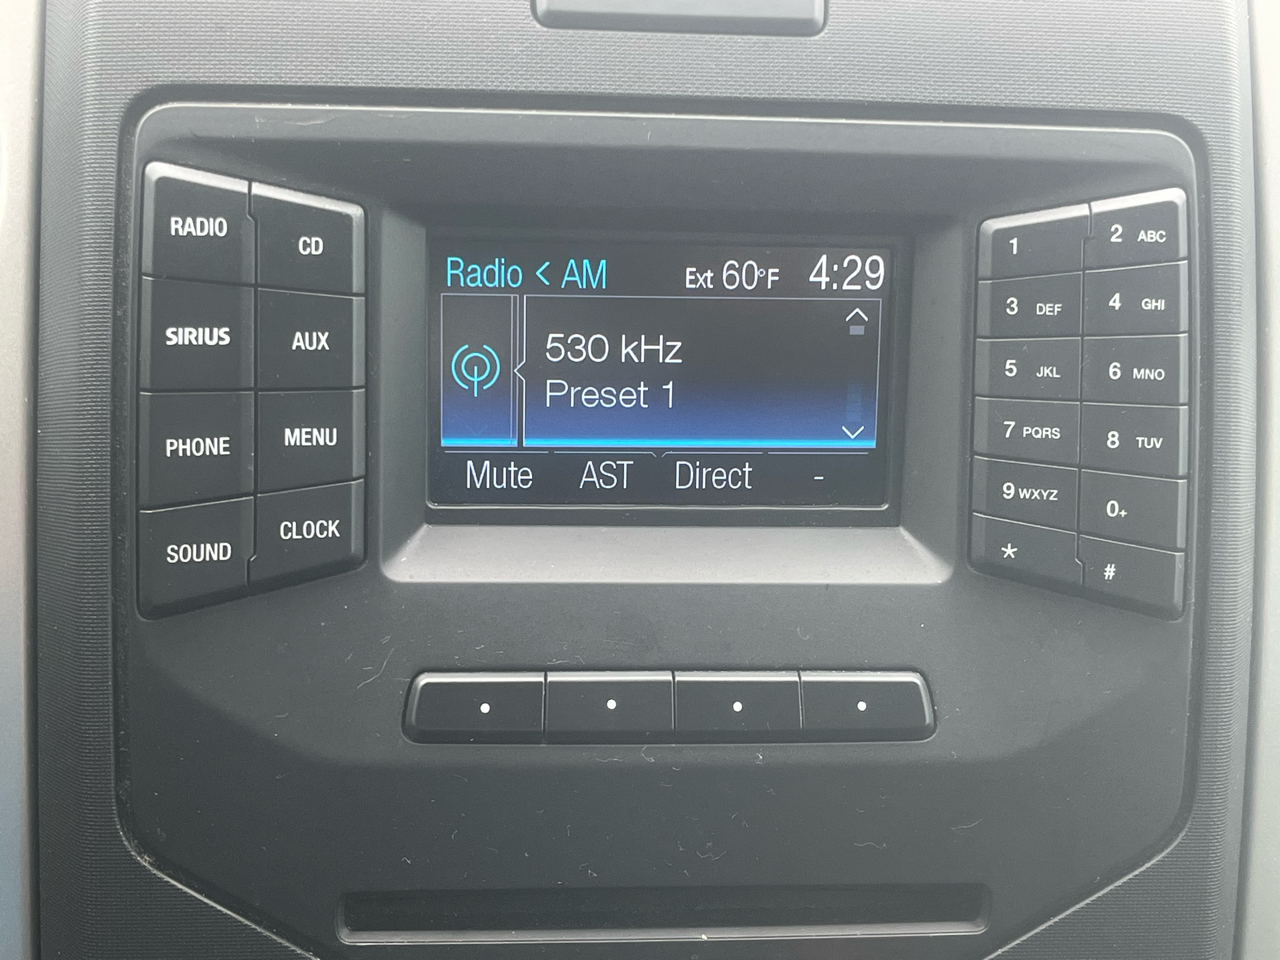 RADIO
CD
SIRIUS
AUX
PHONE
MENU
SOUND
CLOCK
Radio < AM Ext 60°F 4:29
530 kHz
Preset 1
Mute AST Direct -
1
2 ABC
3 DEF
4 GHI
5 JKL
6 MNO
7 PQRS
8 TUV
9 WXYZ
0+
*
#